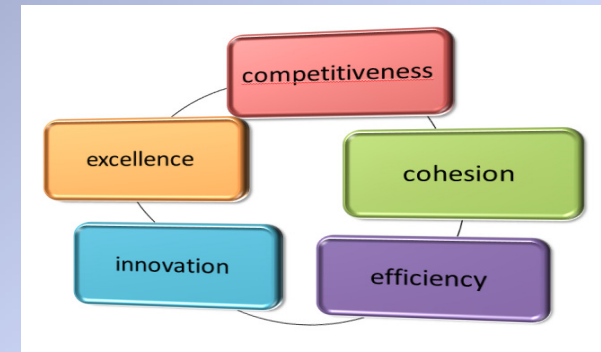 competitiveness
excellence
cohesion
innovation
efficiency